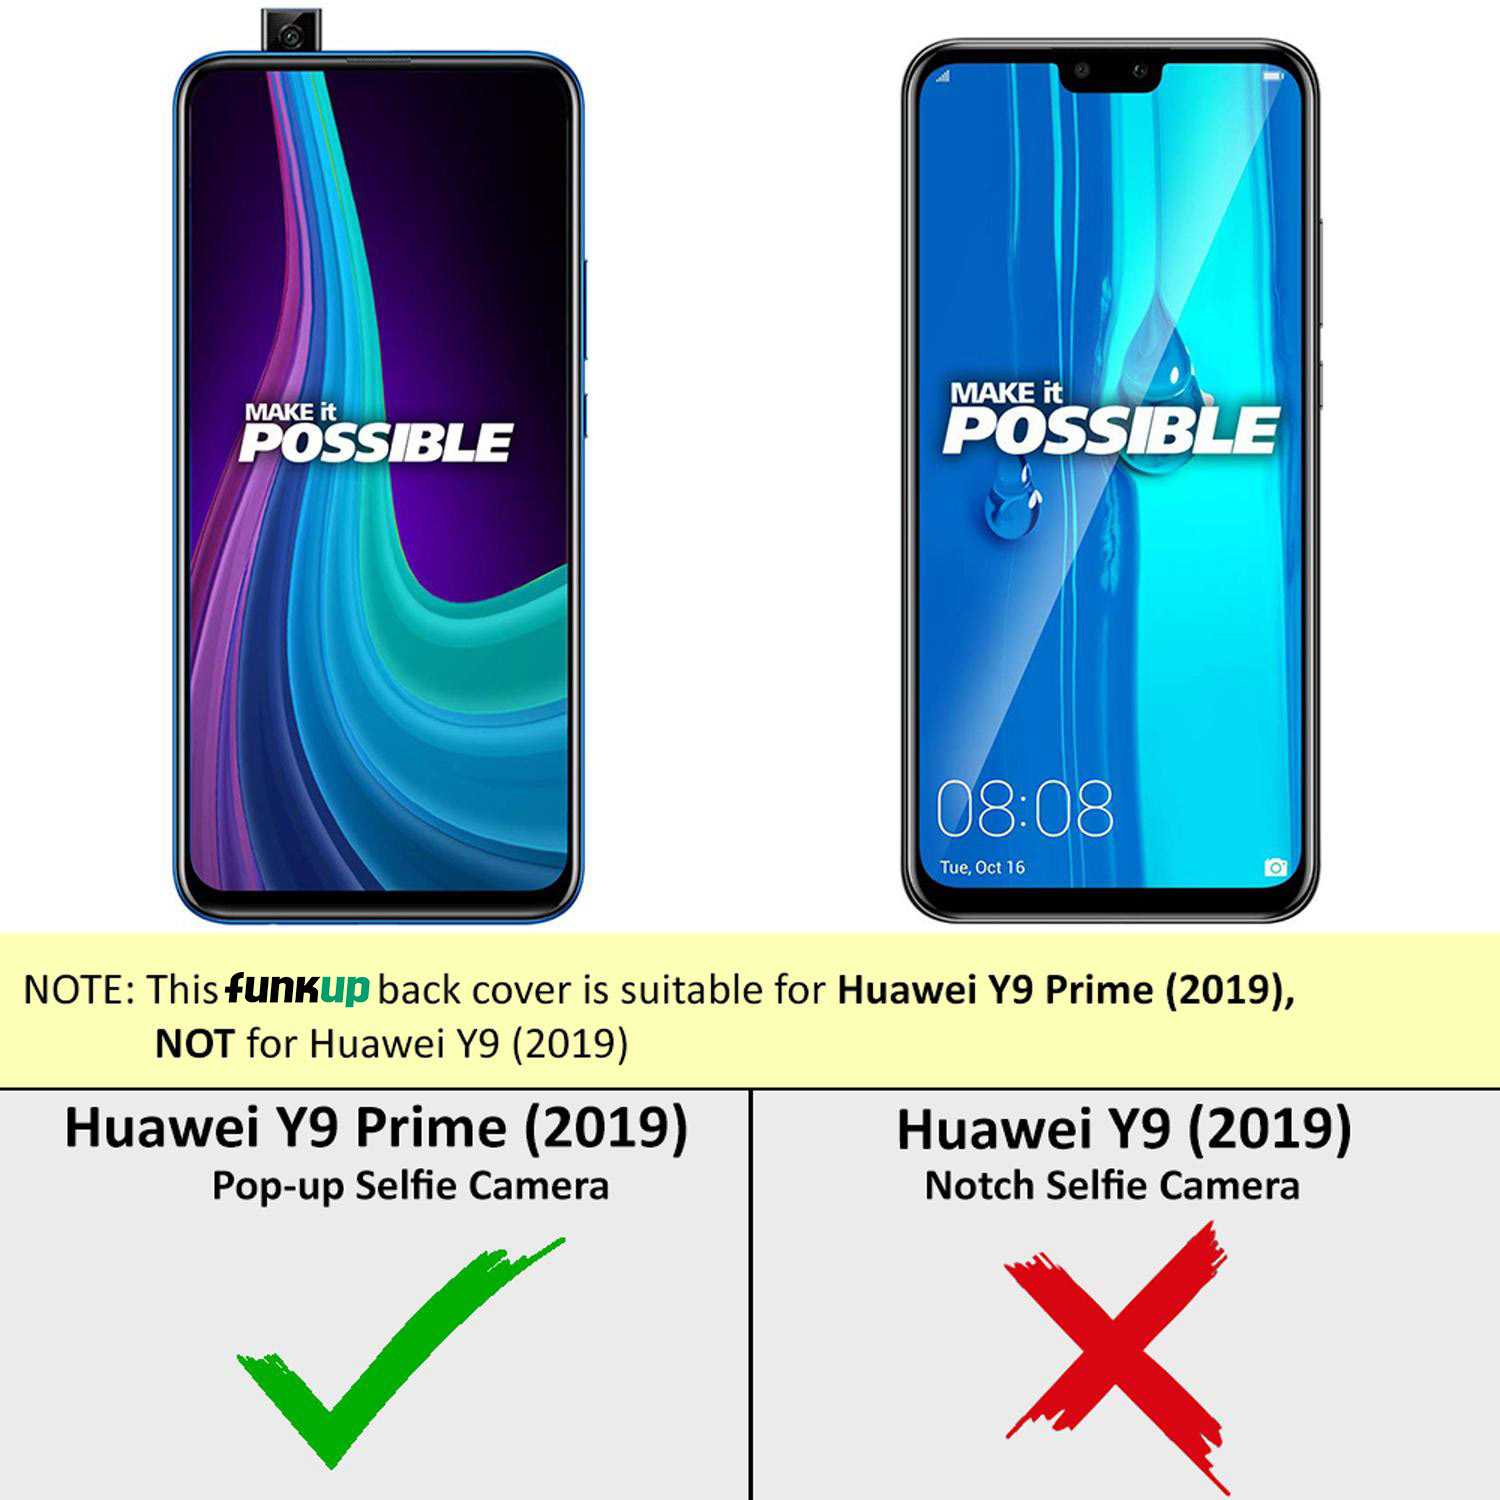 MAKE it
POSSIBLE
MAKE it
POSSIBLE
08:08
Tue, Oct 16
NOTE: This funkup back cover is suitable for Huawei Y9 Prime (2019),
NOT for Huawei Y9 (2019)
Huawei Y9 Prime (2019)
Pop-up Selfie Camera
Huawei Y9 (2019)
Notch Selfie Camera